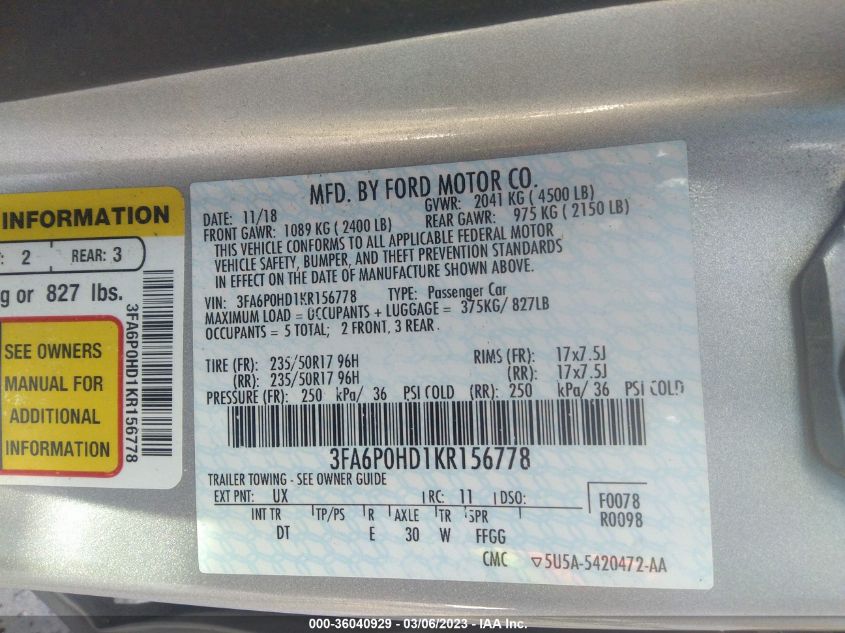 INFORMATION
2 REAR: 3
g or 827 lbs.
SEE OWNERS
MANUAL FOR
ADDITIONAL
INFORMATION
3FA6P0HD1KR156778
MFD. BY FORD MOTOR CO.
DATE: 11/18 GVWR: 2041 KG ( 4500 LB)
FRONT GAWR: 1089 KG ( 2400 LB) REAR GAWR: 975 KG ( 2150 LB)
THIS VEHICLE CONFORMS TO ALL APPLICABLE FEDERAL MOTOR
VEHICLE SAFETY, BUMPER, AND THEFT PREVENTION STANDARDS
IN EFFECT ON THE DATE OF MANUFACTURE SHOWN ABOVE.
VIN: 3FA6P0HD1KR156778 TYPE: Passenger Car
MAXIMUM LOAD = OCCUPANTS + LUGGAGE = 375KG/ 827LB
OCCUPANTS = 5 TOTAL; 2 FRONT, 3 REAR
TIRE (FR): 235/50R17 96H RIMS (FR): 17x7.5J
(RR): 235/50R17 96H (RR): 17x7.5J
PRESSURE (FR): 250 kPa/ 36 PSI COLD (RR): 250 kPa/ 36 PSI COLD
3FA6P0HD1KR156778
TRAILER TOWING - SEE OWNER GUIDE
EXT PNT: UX RC: 11 DSO: F0078
INT TR TP/PS R AXLE TR SPR R0098
DT E 30 W FFGG
CMC ▽5U5A-5420472-AA
000-36040929 - 03/06/2023 - IAA Inc.